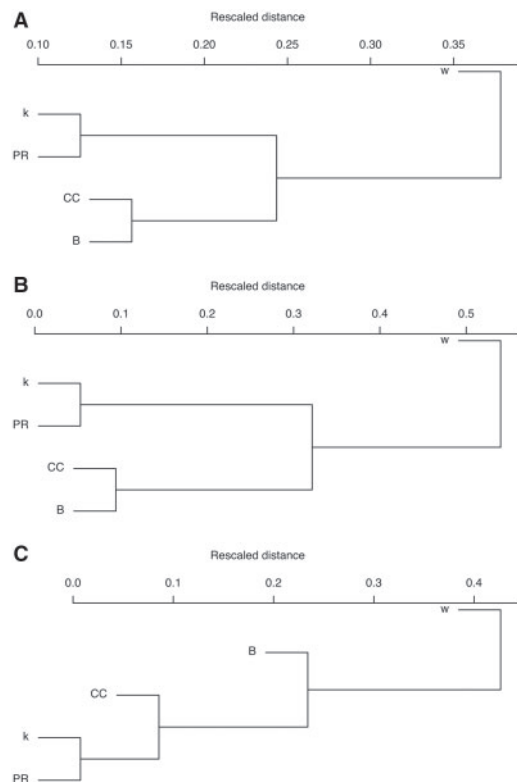 A
Rescaled distance
0.10 0.15 0.20 0.25 0.30 0.35
w
k
PR
CC
B
B
Rescaled distance
0.0 0.1 0.2 0.3 0.4 0.5
w
k
PR
CC
B
C
Rescaled distance
0.0 0.1 0.2 0.3 0.4
w
B
CC
k
PR